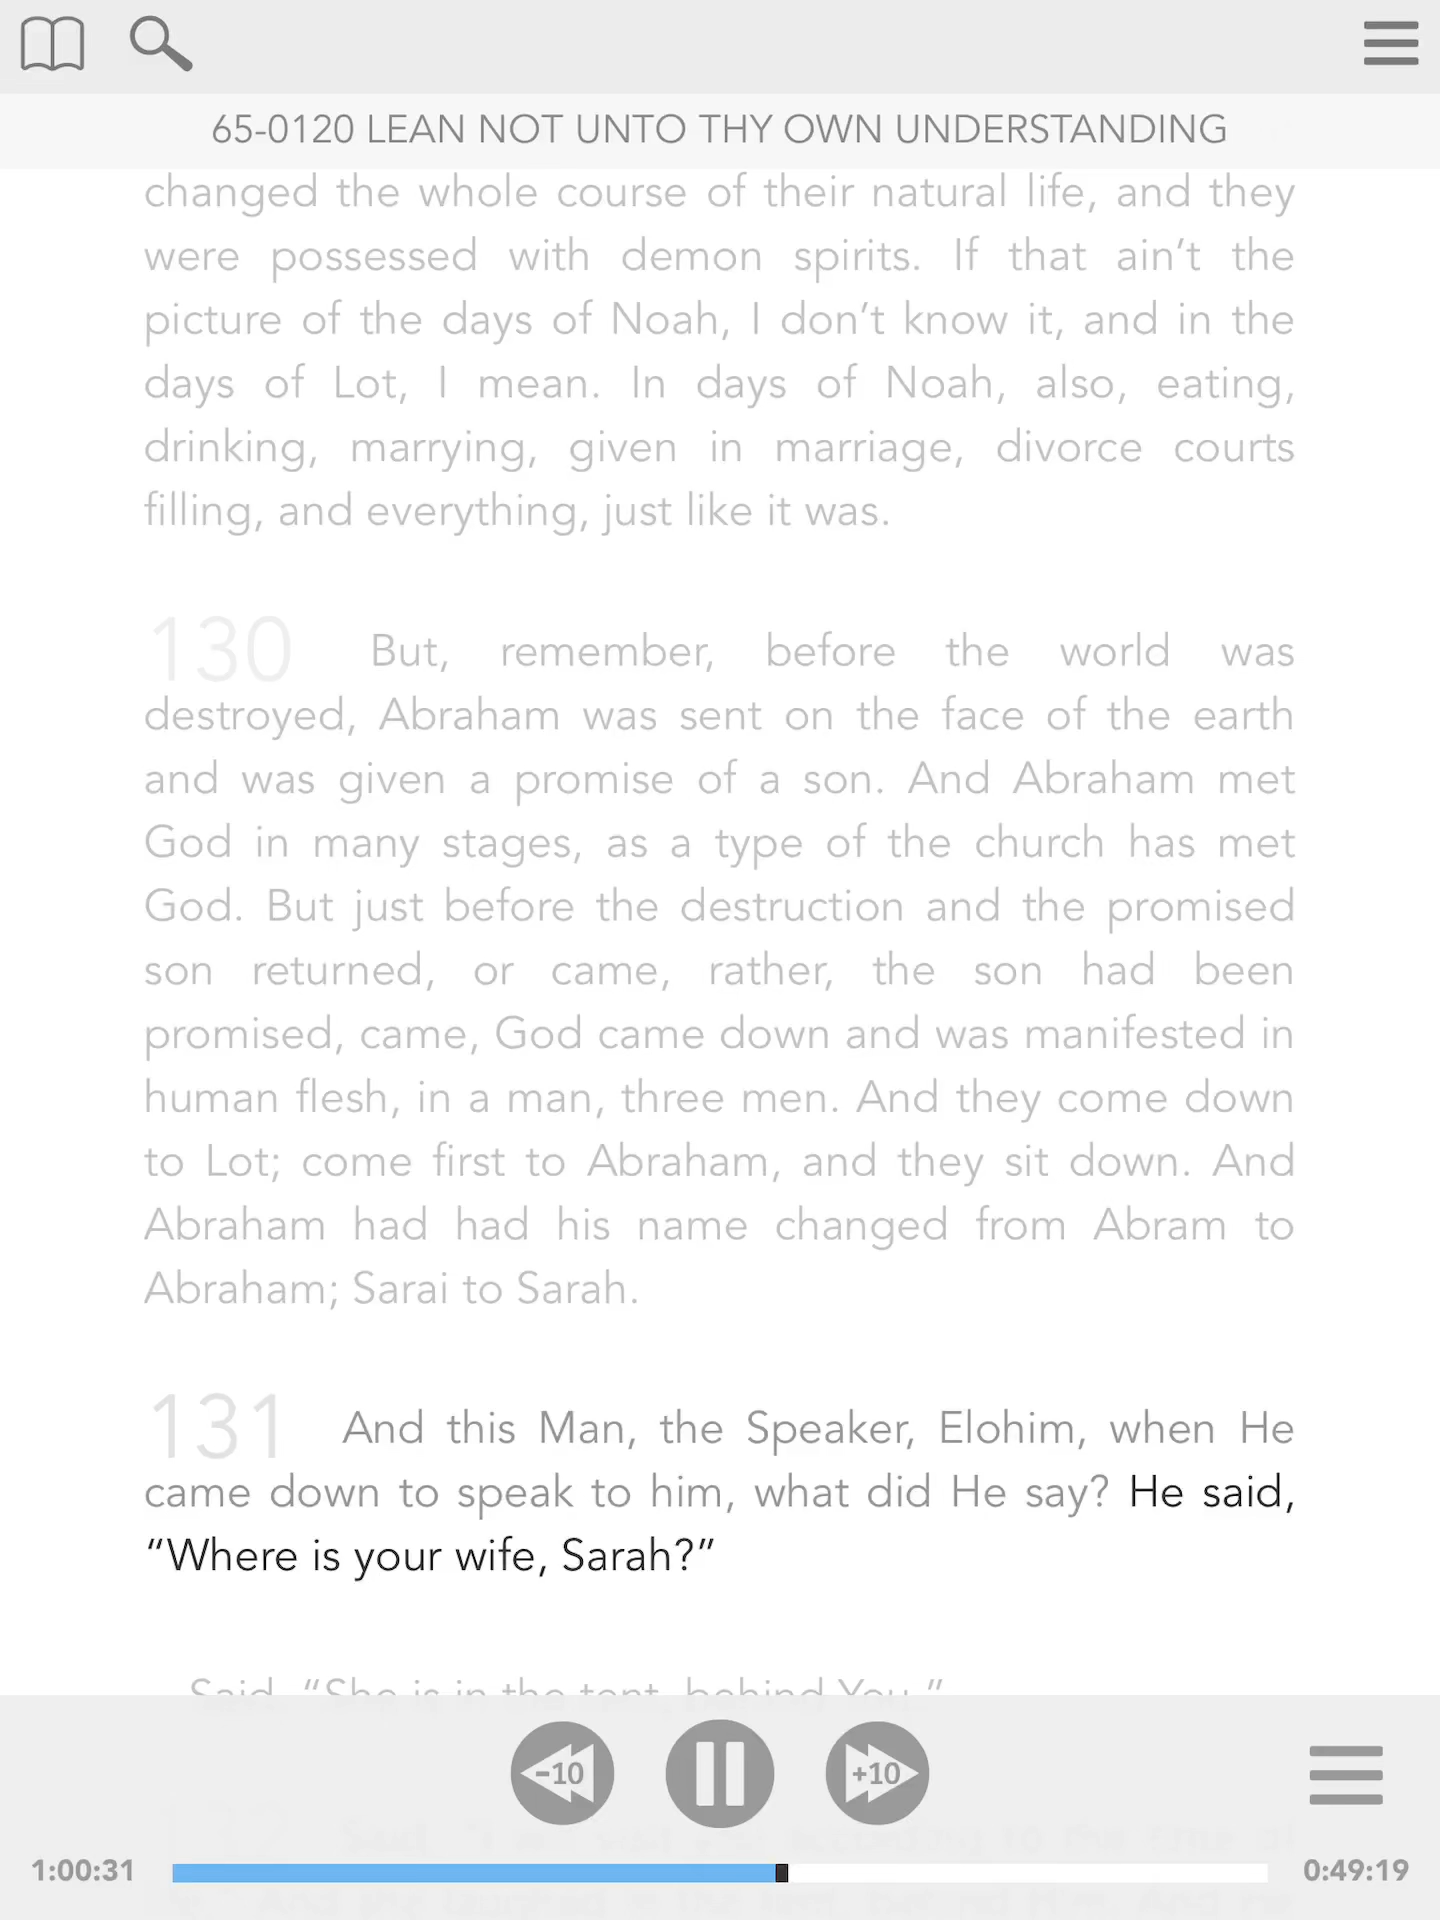 65-0120 LEAN NOT UNTO THY OWN UNDERSTANDING
changed the whole course of their natural life, and they
were possessed with demon spirits. If that ain’t the
picture of the days of Noah, I don’t know it, and in the
days of Lot, I mean. In days of Noah, also, eating,
drinking, marrying, given in marriage, divorce courts
filling, and everything, just like it was.
130 But, remember, before the world was
destroyed, Abraham was sent on the face of the earth
and was given a promise of a son. And Abraham met
God in many stages, as a type of the church has met
God. But just before the destruction and the promised
son returned, or came, rather, the son had been
promised, came, God came down and was manifested in
human flesh, in a man, three men. And they come down
to Lot; come first to Abraham, and they sit down. And
Abraham had had his name changed from Abram to
Abraham; Sarai to Sarah.
131 And this Man, the Speaker, Elohim, when He
came down to speak to him, what did He say? He said,
“Where is your wife, Sarah?”
Said, “She is in the tent, behind You.”
-10 +10
1:00:31 0:49:19